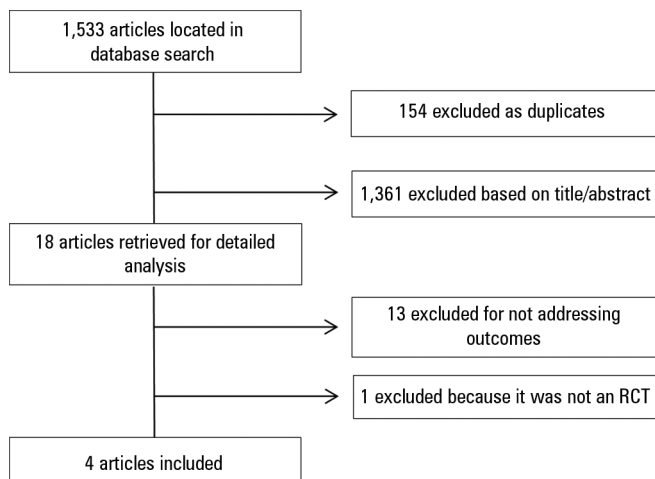 1,533 articles located in
database search
154 excluded as duplicates
1,361 excluded based on title/abstract
18 articles retrieved for detailed
analysis
13 excluded for not addressing
outcomes
1 excluded because it was not an RCT
4 articles included